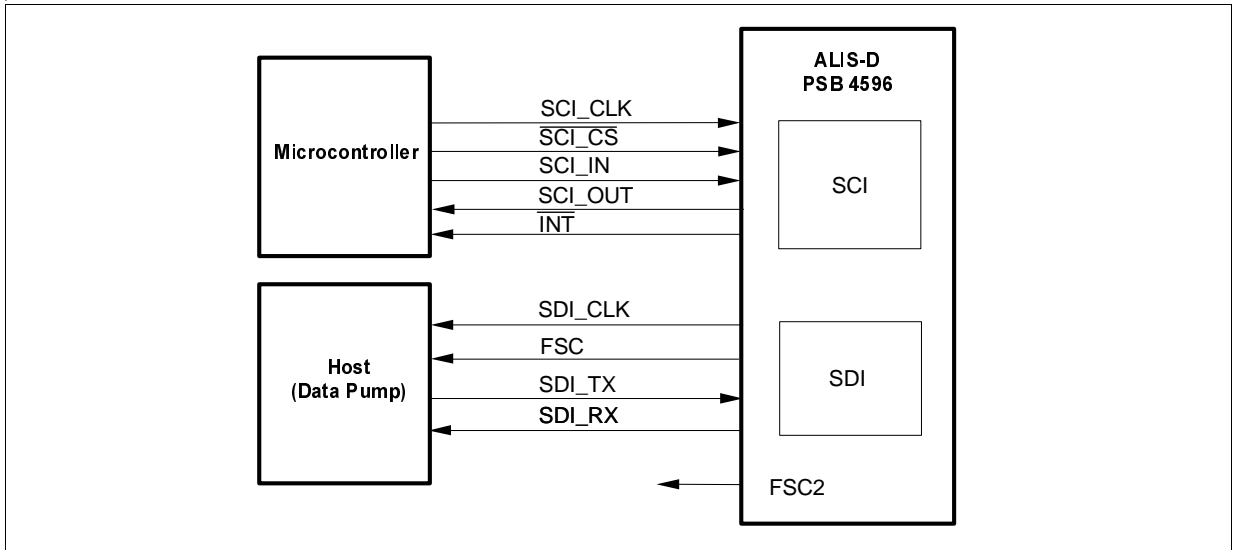 ALIS-D
PSB 4596
Microcontroller
SCI_CLK
SCI_CS
SCI_IN
SCI_OUT
INT
SCI
Host
(Data Pump)
SDI_CLK
FSC
SDI_TX
SDI_RX
SDI
FSC2